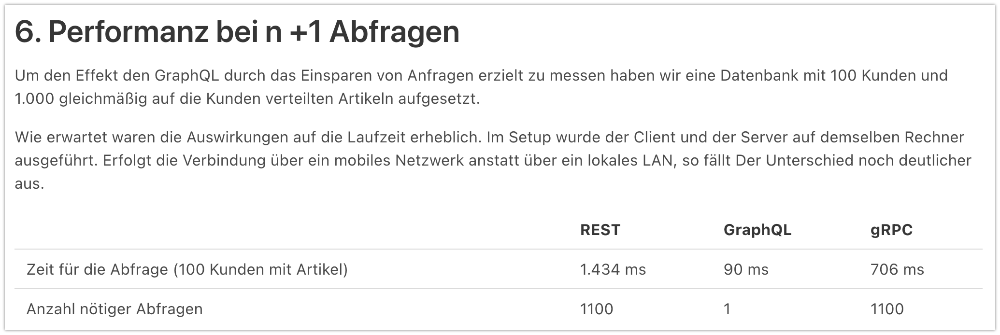 6. Performanz bei n +1 Abfragen
Um den Effekt den GraphQL durch das Einsparen von Anfragen erzielt zu messen haben wir eine Datenbank mit 100 Kunden und
1.000 gleichmäßig auf die Kunden verteilten Artikeln aufgesetzt.
Wie erwartet waren die Auswirkungen auf die Laufzeit erheblich. Im Setup wurde der Client und der Server auf demselben Rechner
ausgeführt. Erfolgt die Verbindung über ein mobiles Netzwerk anstatt über ein lokales LAN, so fällt Der Unterschied noch deutlicher
aus.
REST GraphQL gRPC
Zeit für die Abfrage (100 Kunden mit Artikel) 1.434 ms 90 ms 706 ms
Anzahl nötiger Abfragen 1100 1 1100